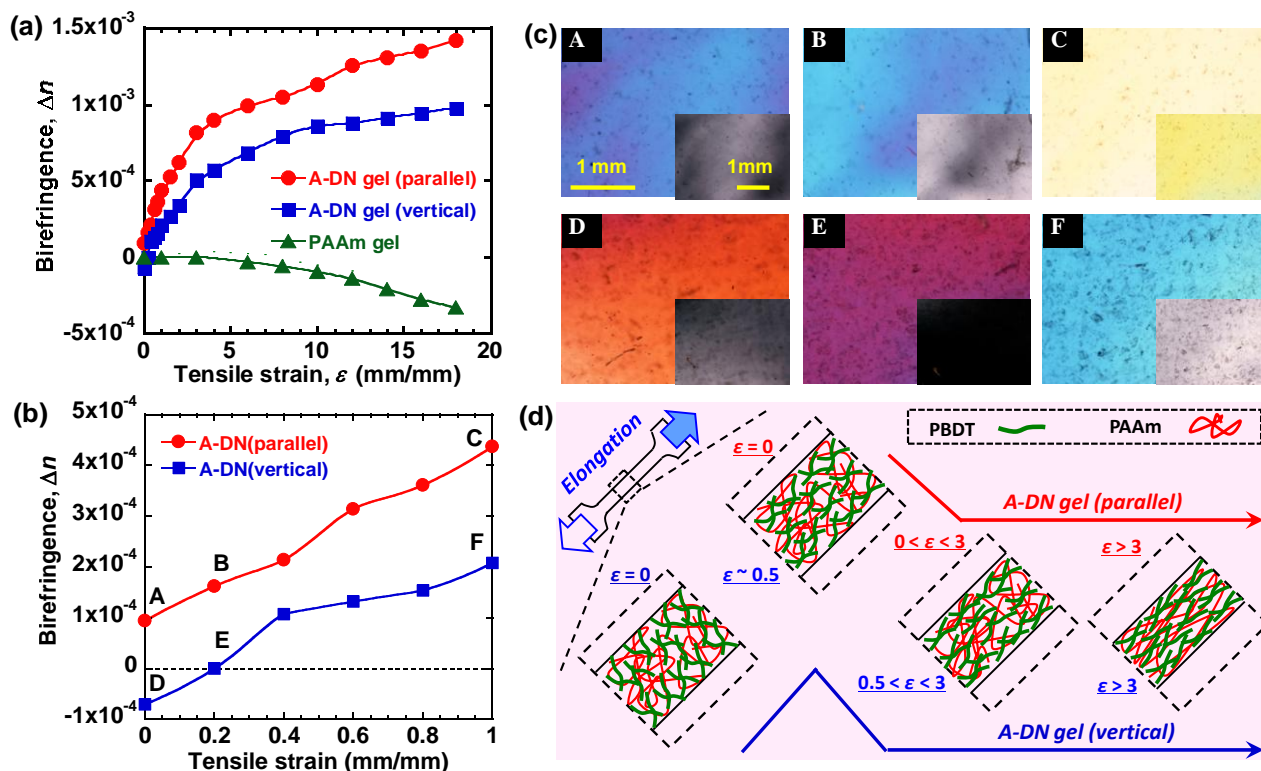 (a)
1.5x10-3
1x10-3
5x10-4
0
-5x10-4
Birefringence, Δn
A-DN gel (parallel)
A-DN gel (vertical)
PAAm gel
0 5 10 15 20
Tensile strain, ε (mm/mm)
(b)
5x10-4
4x10-4
3x10-4
2x10-4
1x10-4
0
-1x10-4
Birefringence, Δn
A-DN(parallel)
A-DN(vertical)
A
B
C
D
E
F
0 0.2 0.4 0.6 0.8 1
Tensile strain (mm/mm)
(c)
A
1 mm
1mm
B
C
D
E
F
(d)
Elongation
PBDT
PAAm
ε = 0
A-DN gel (parallel)
0 < ε < 3
ε > 3
ε = 0
ε ~ 0.5
0.5 < ε < 3
ε > 3
A-DN gel (vertical)